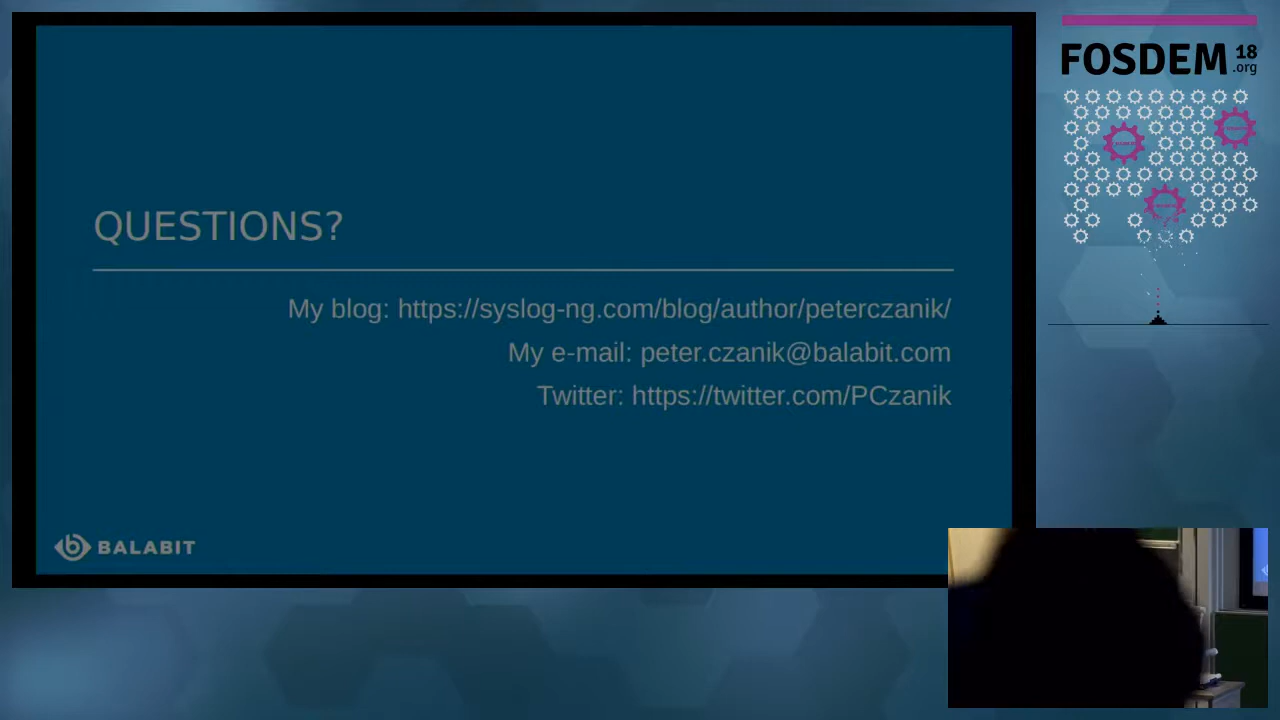 FOSDEM 18
.org
QUESTIONS?
My blog: https://syslog-ng.com/blog/author/peterczanik/
My e-mail: peter.czanik@balabit.com
Twitter: https://twitter.com/PCzanik
BALABIT